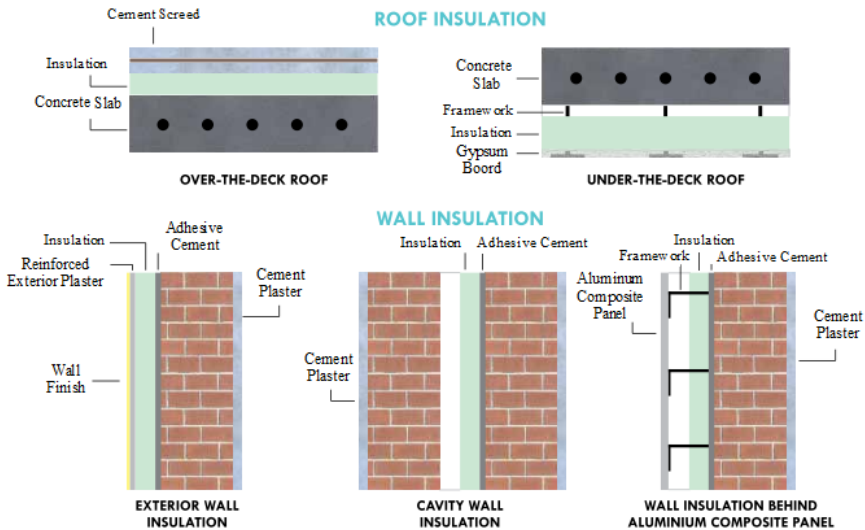 ROOF INSULATION
Cement Screed
Insulation
Concrete Slab
OVER-THE-DECK ROOF
Concrete
Slab
Framework
Insulation
Gypsum
Boord
UNDER-THE-DECK ROOF
WALL INSULATION
Insulation
Adhesive
Cement
Reinforced
Exterior Plaster
Cement
Plaster
Wall
Finish
EXTERIOR WALL
INSULATION
Insulation
Adhesive Cement
Cement
Plaster
CAVITY WALL
INSULATION
Insulation
Framework
Adhesive Cement
Aluminum
Composite
Panel
Cement
Plaster
WALL INSULATION BEHIND
ALUMINIUM COMPOSITE PANEL